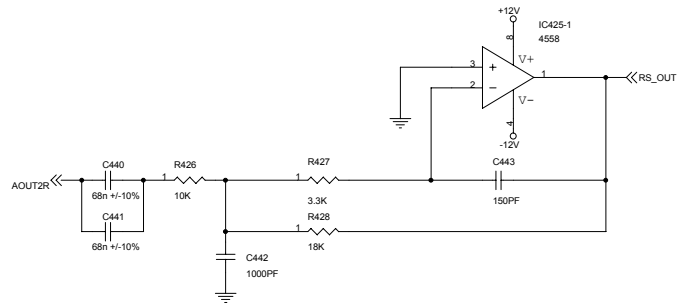 +12V
IC425-1
4558
8
V+
3
+
1
RS_OUT
2
-
V-
4
-12V
C440
R426
R427
C443
1
1
AOUT2R
68n +/-10%
10K
3.3K
150PF
C441
R428
1
68n +/-10%
18K
C442
1000PF